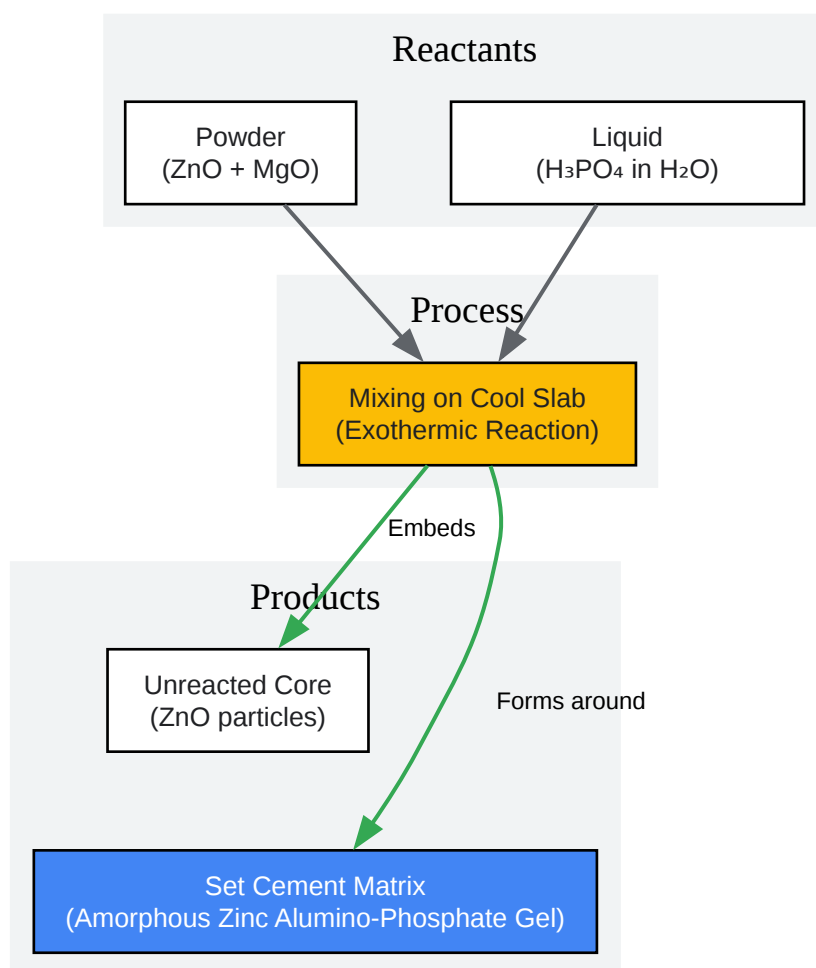 Reactants
Powder
(ZnO + MgO)
Liquid
(H₃PO₄ in H₂O)
Process
Mixing on Cool Slab
(Exothermic Reaction)
Embeds
Products
Unreacted Core
(ZnO particles)
Forms around
Set Cement Matrix
(Amorphous Zinc Alumino-Phosphate Gel)